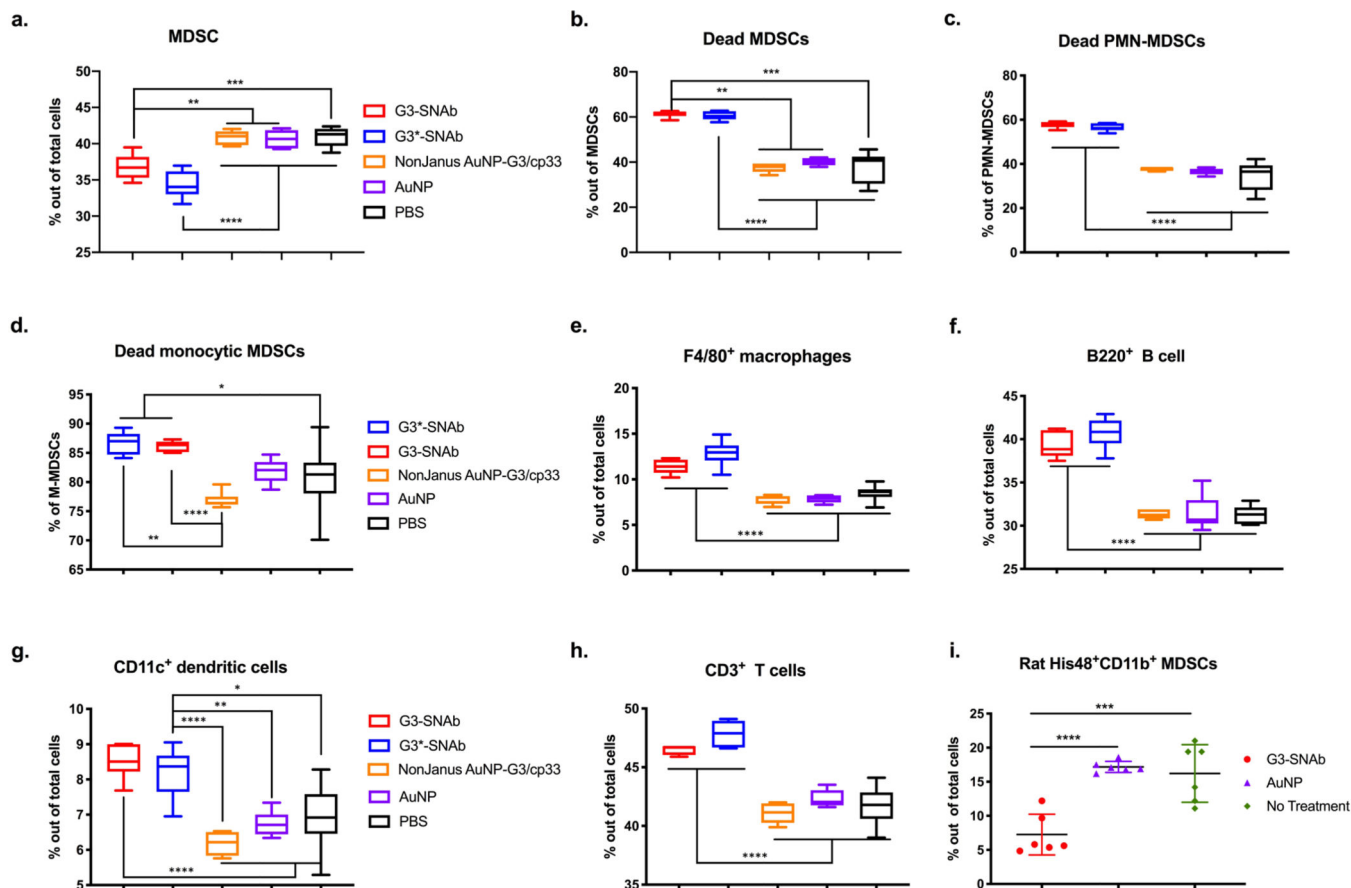 a.
MDSC
% out of total cells
50
45
40
35
30
25
***
**
****
G3-SNAb
G3*-SNAb
NonJanus AuNP-G3/cp33
AuNP
PBS
b.
Dead MDSCs
% out of MDSCs
80
60
40
20
0
***
**
****
c.
Dead PMN-MDSCs
% out of PMN-MDSCs
80
60
40
20
0
****
d.
Dead monocytic MDSCs
% of M-MDSCs
95
90
85
80
75
70
65
*
****
**
G3*-SNAb
G3-SNAb
NonJanus AuNP-G3/cp33
AuNP
PBS
e.
F4/80+ macrophages
% out of total cells
20
15
10
5
0
****
f.
B220+ B cell
% out of total cells
45
40
35
30
25
****
g.
CD11c+ dendritic cells
% out of total cells
10
9
8
7
6
5
*
**
****
****
G3-SNAb
G3*-SNAb
NonJanus AuNP-G3/cp33
AuNP
PBS
h.
CD3+ T cells
% out of total cells
50
45
40
35
****
i.
Rat His48+CD11b+ MDSCs
% out of total cells
25
20
15
10
5
0
***
****
G3-SNAb
AuNP
No Treatment